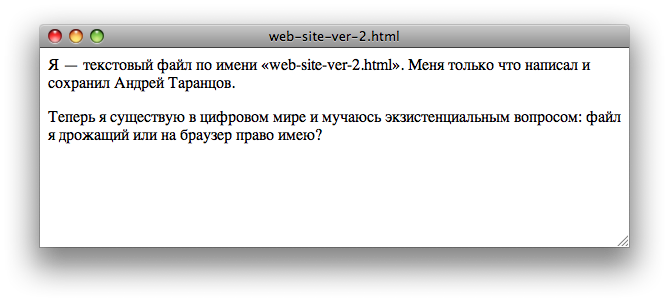 web-site-ver-2.html
Я — текстовый файл по имени «web-site-ver-2.html». Меня только что написал и
сохранил Андрей Таранцов.
Теперь я существую в цифровом мире и мучаюсь экзистенциальным вопросом: файл
я дрожащий или на браузер право имею?